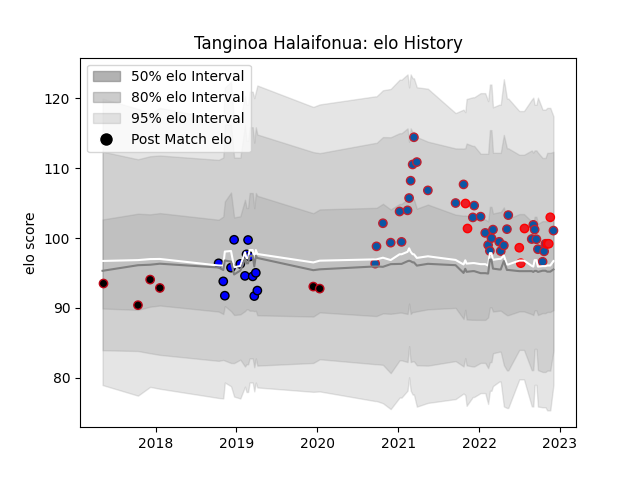 Tanginoa Halaifonua: elo History
50% elo Interval
80% elo Interval
95% elo Interval
Post Match elo
elo score
120
110
100
90
80
2018
2019
2020
2021
2022
2023